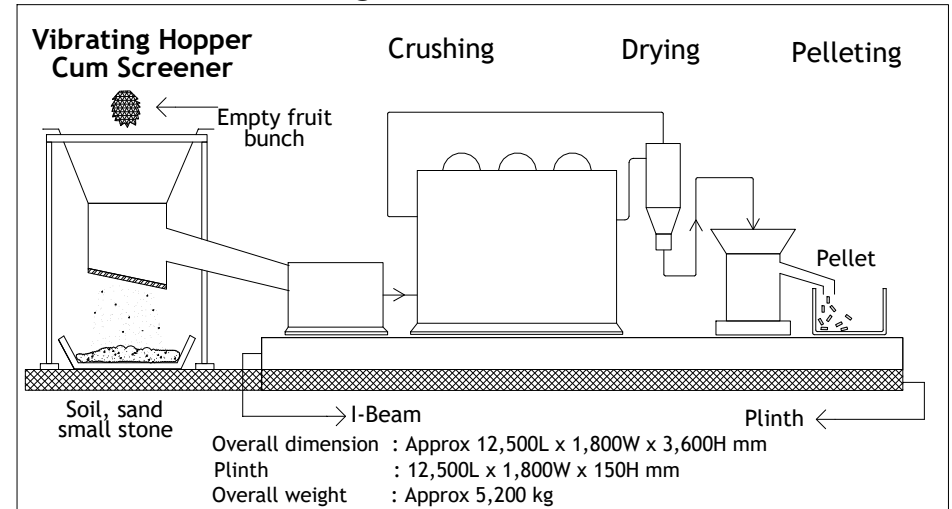 Vibrating Hopper
Cum Screener
Crushing
Drying
Pelleting
Empty fruit
bunch
Pellet
Soil, sand
small stone
I-Beam
Plinth
Overall dimension : Approx 12,500L x 1,800W x 3,600H mm
Plinth : 12,500L x 1,800W x 150H mm
Overall weight : Approx 5,200 kg